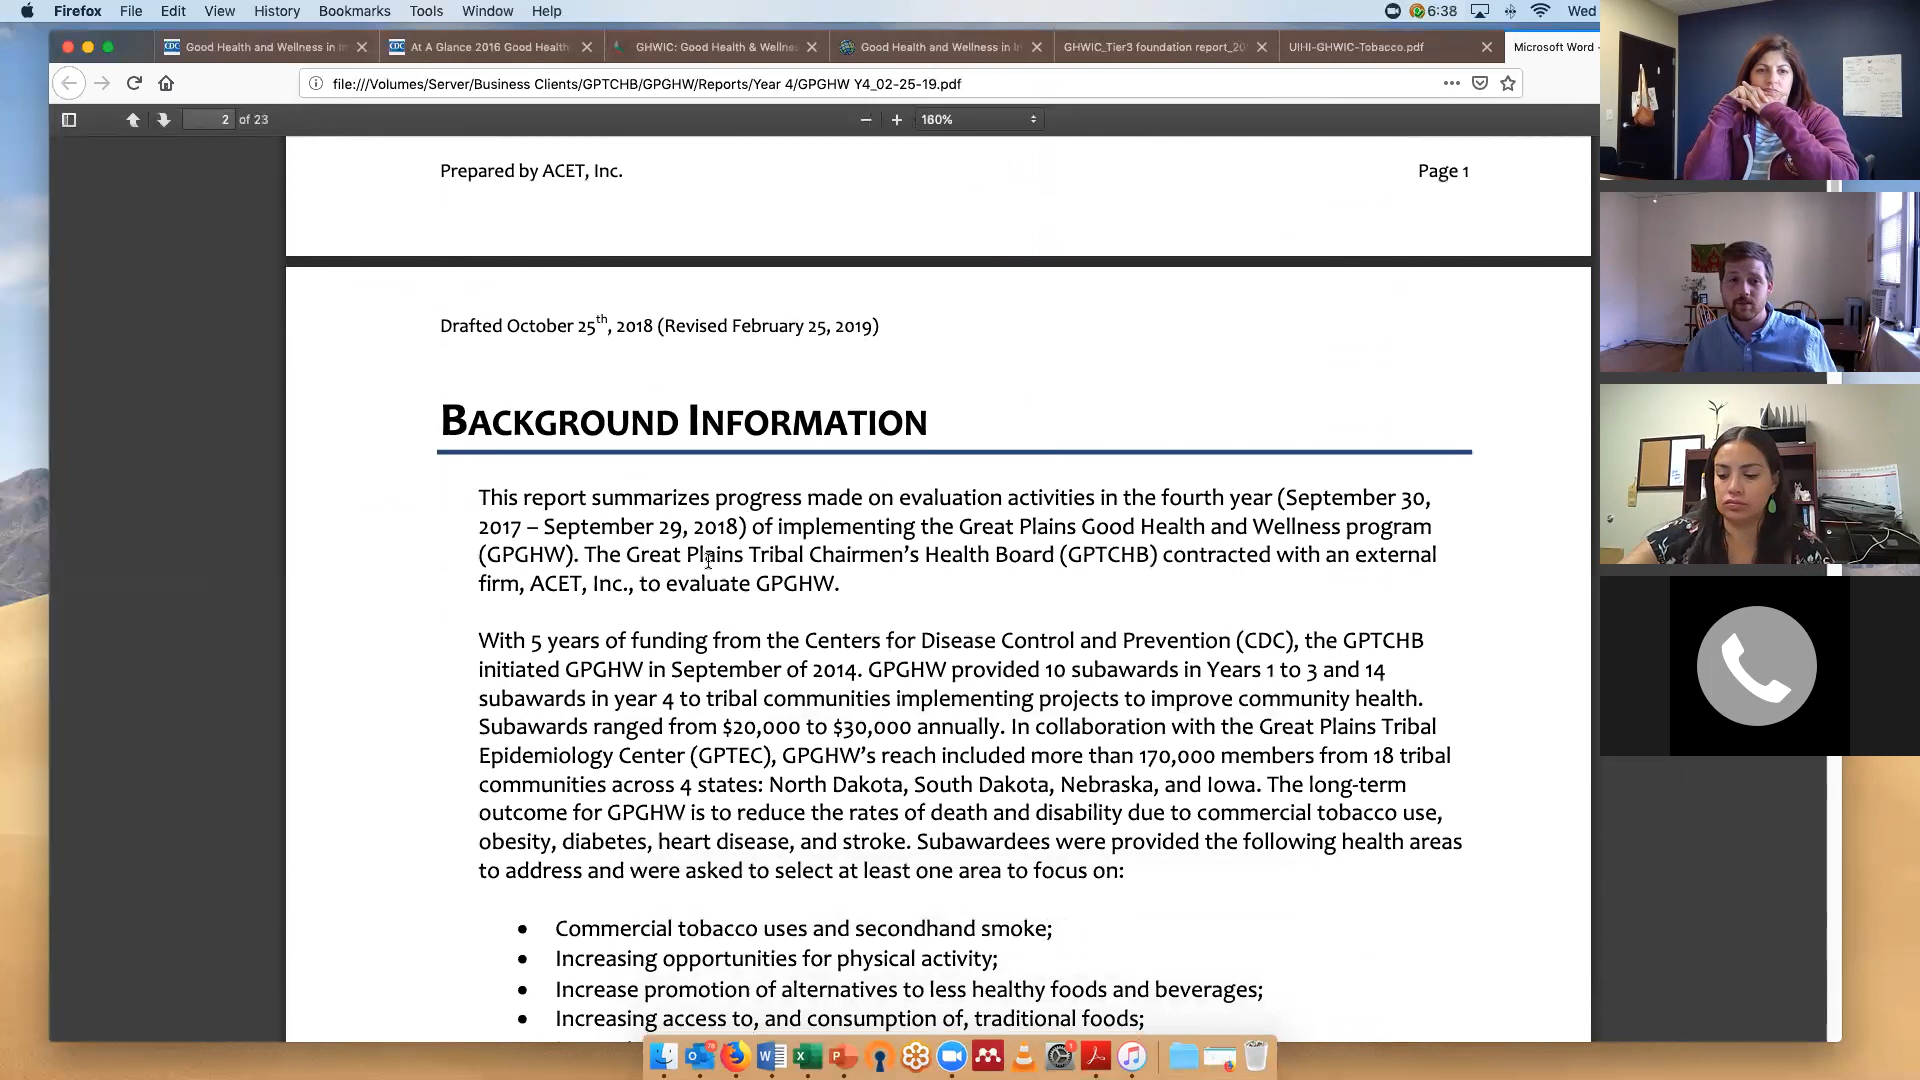 Firefox File Edit View History Bookmarks Tools Window Help 6:38 Wed
CDC Good Health and Wellness in In CDC At A Glance 2016 Good Health GHWIC: Good Health & Wellnes Good Health and Wellness in In GHWIC_Tier3 foundation report_20 UIHI-GHWIC-Tobacco.pdf Microsoft Word -
file:///Volumes/Server/Business Clients/GPTCHB/GPGHW/Reports/Year 4/GPGHW Y4_02-25-19.pdf
2 of 23 160%
Prepared by ACET, Inc. Page 1
Drafted October 25th, 2018 (Revised February 25, 2019)
BACKGROUND INFORMATION
This report summarizes progress made on evaluation activities in the fourth year (September 30,
2017 – September 29, 2018) of implementing the Great Plains Good Health and Wellness program
(GPGHW). The Great Plains Tribal Chairmen's Health Board (GPTCHB) contracted with an external
firm, ACET, Inc., to evaluate GPGHW.
With 5 years of funding from the Centers for Disease Control and Prevention (CDC), the GPTCHB
initiated GPGHW in September of 2014. GPGHW provided 10 subawards in Years 1 to 3 and 14
subawards in year 4 to tribal communities implementing projects to improve community health.
Subawards ranged from $20,000 to $30,000 annually. In collaboration with the Great Plains Tribal
Epidemiology Center (GPTEC), GPGHW's reach included more than 170,000 members from 18 tribal
communities across 4 states: North Dakota, South Dakota, Nebraska, and Iowa. The long-term
outcome for GPGHW is to reduce the rates of death and disability due to commercial tobacco use,
obesity, diabetes, heart disease, and stroke. Subawardees were provided the following health areas
to address and were asked to select at least one area to focus on:
• Commercial tobacco uses and secondhand smoke;
• Increasing opportunities for physical activity;
• Increase promotion of alternatives to less healthy foods and beverages;
• Increasing access to, and consumption of, traditional foods;